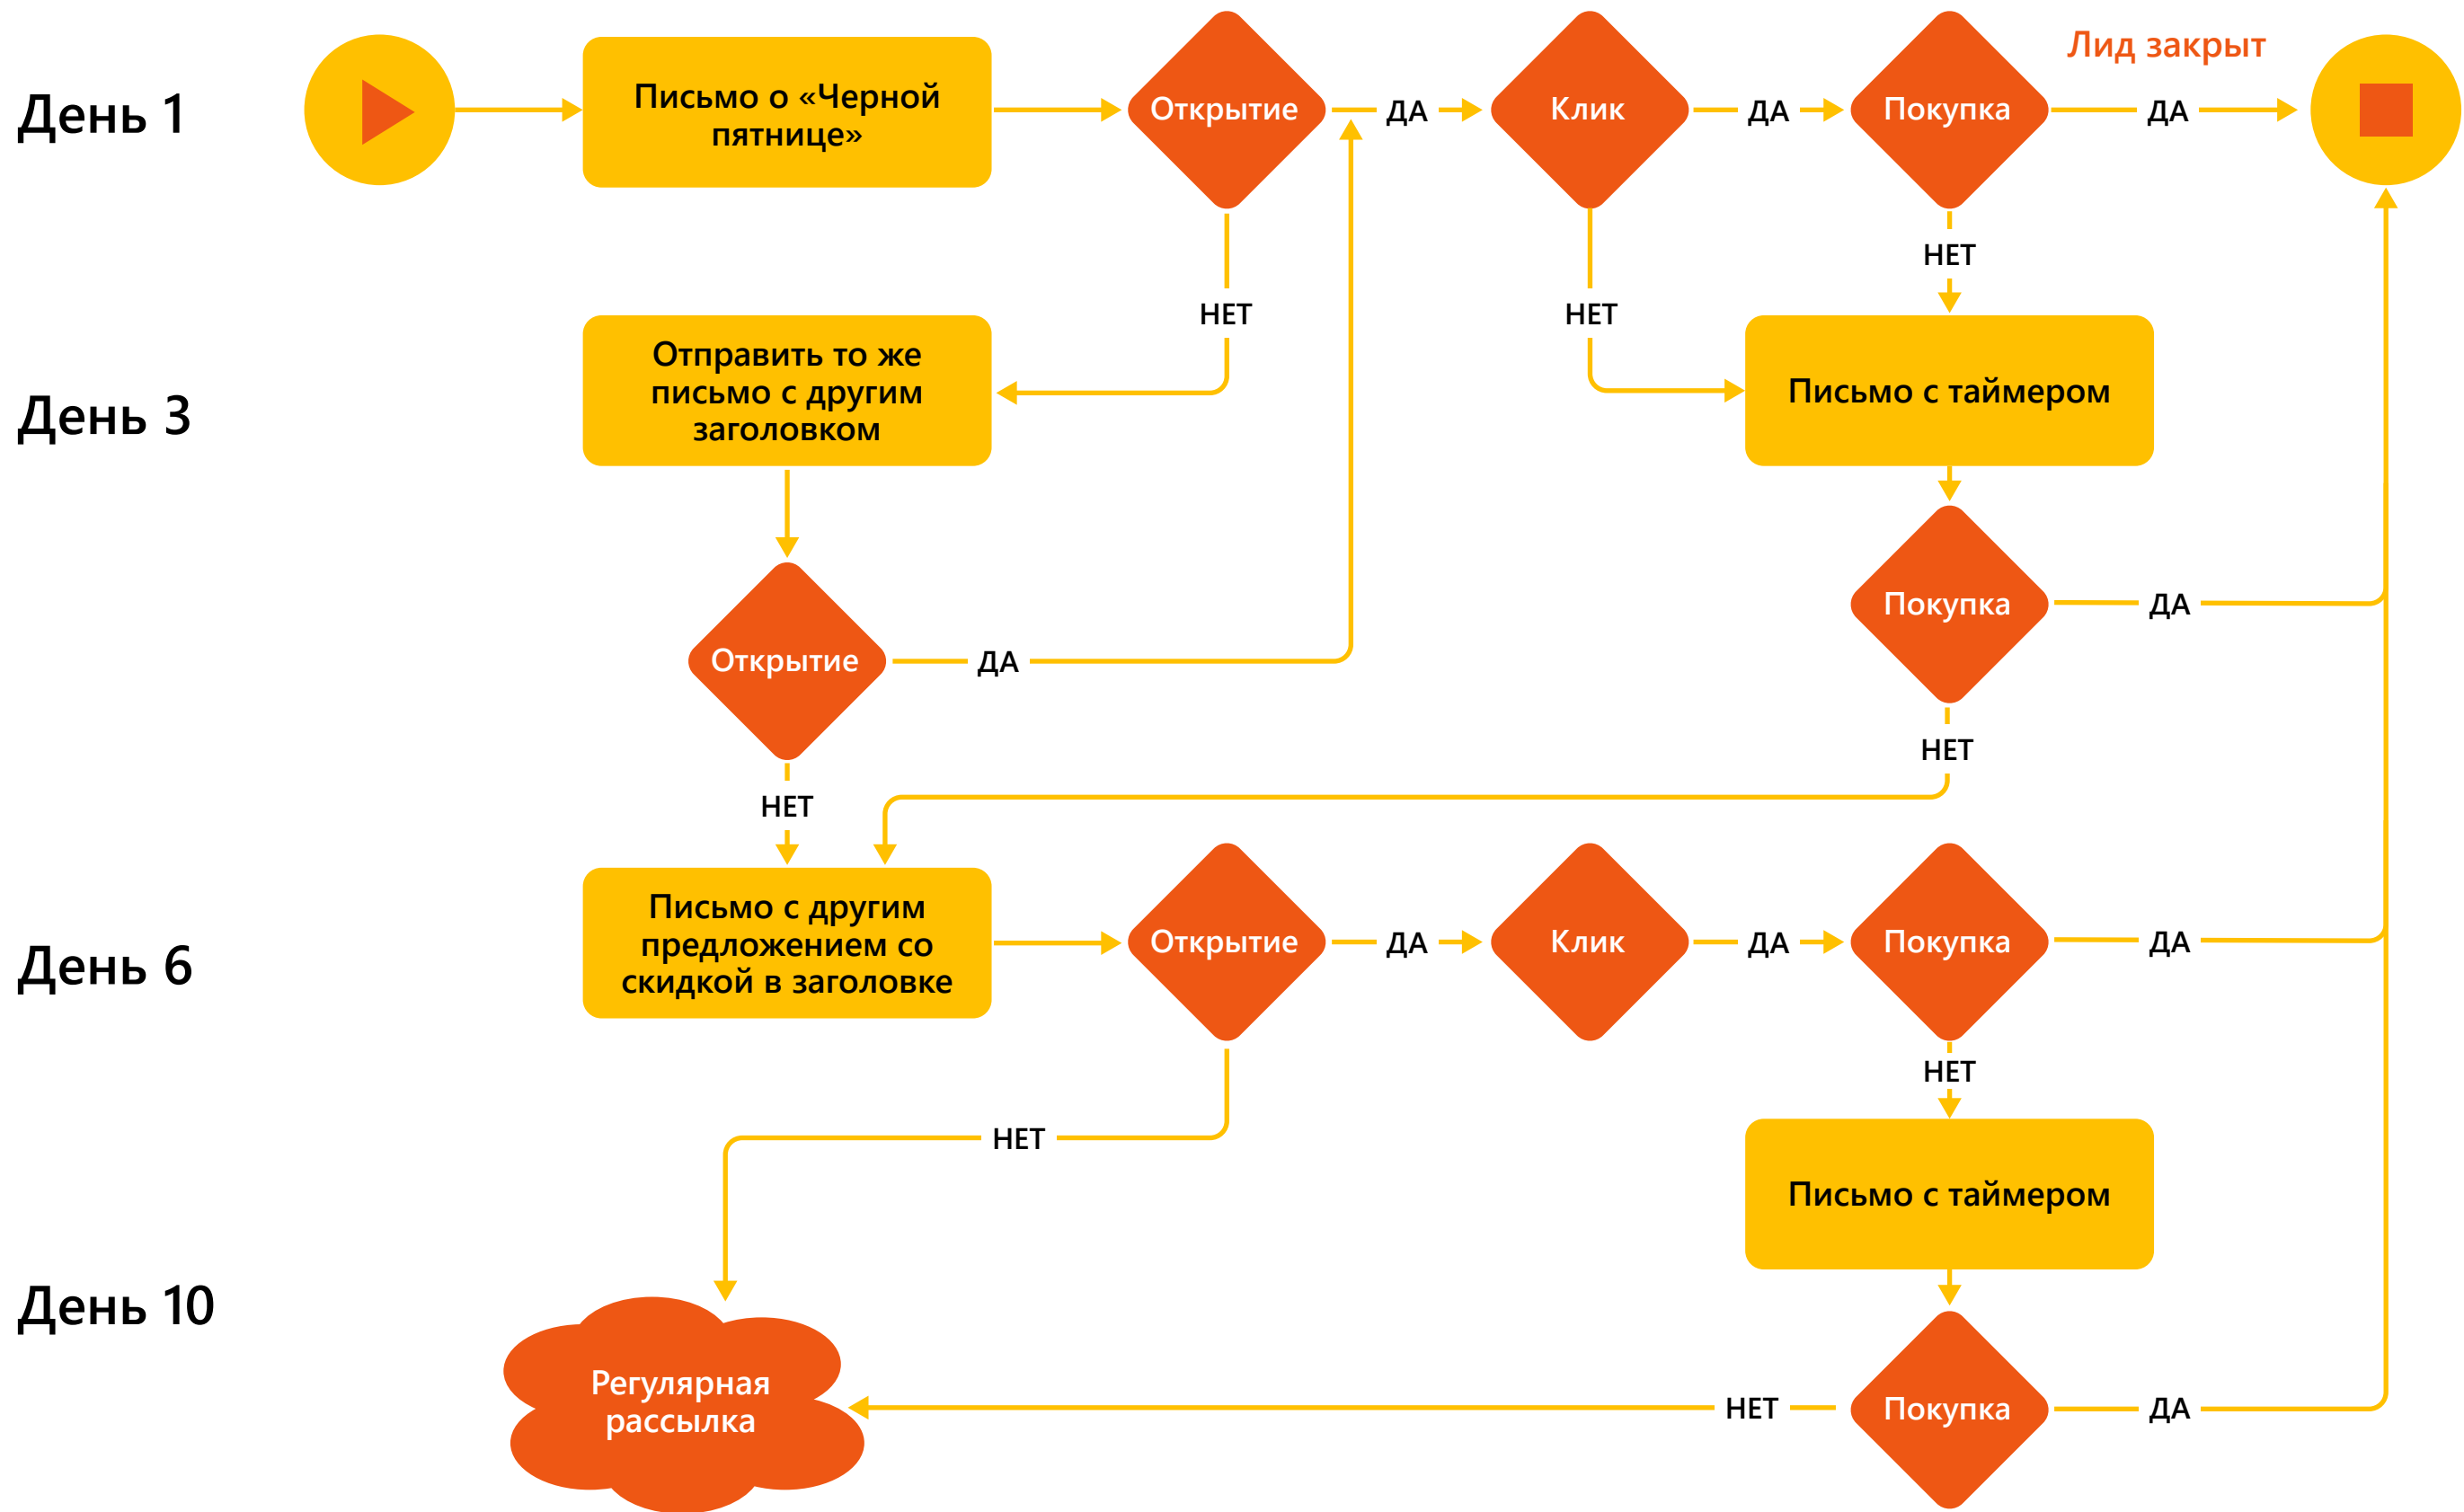 Лид закрыт
День 1
Письмо о «Черной
пятнице»
Открытие
ДА
Клик
ДА
Покупка
ДА
НЕТ
НЕТ
НЕТ
День 3
Отправить то же
письмо с другим
заголовком
Письмо с таймером
Покупка
ДА
Открытие
ДА
НЕТ
НЕТ
День 6
Письмо с другим
предложением со
скидкой в заголовке
Открытие
ДА
Клик
ДА
Покупка
ДА
НЕТ
НЕТ
Письмо с таймером
День 10
Регулярная
рассылка
НЕТ
Покупка
ДА